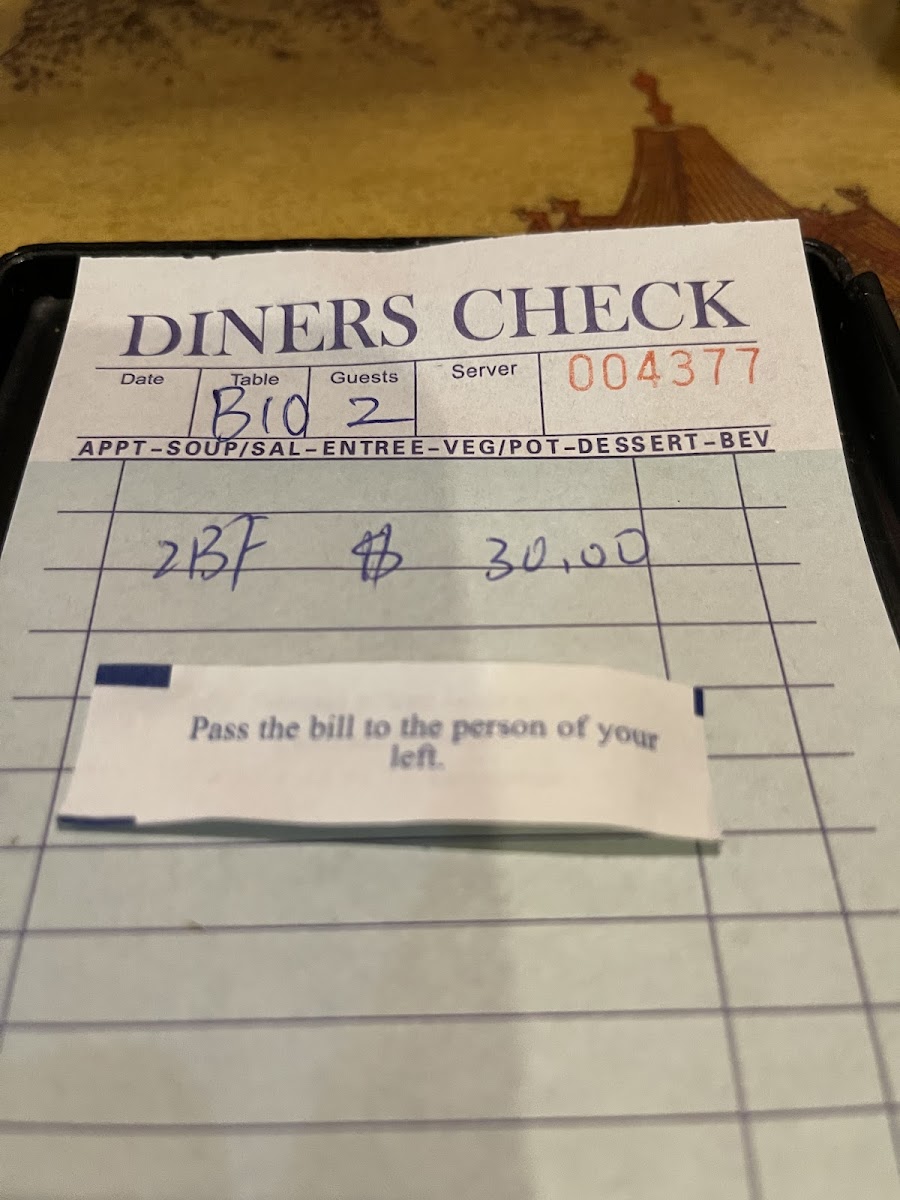 DINERS CHECK
Date Table Guests Server 004377
B10 2
APPT-SOUP/SAL-ENTREE-VEG/POT-DESSERT-BEV
2BF $ 30.00
Pass the bill to the person of your
left.